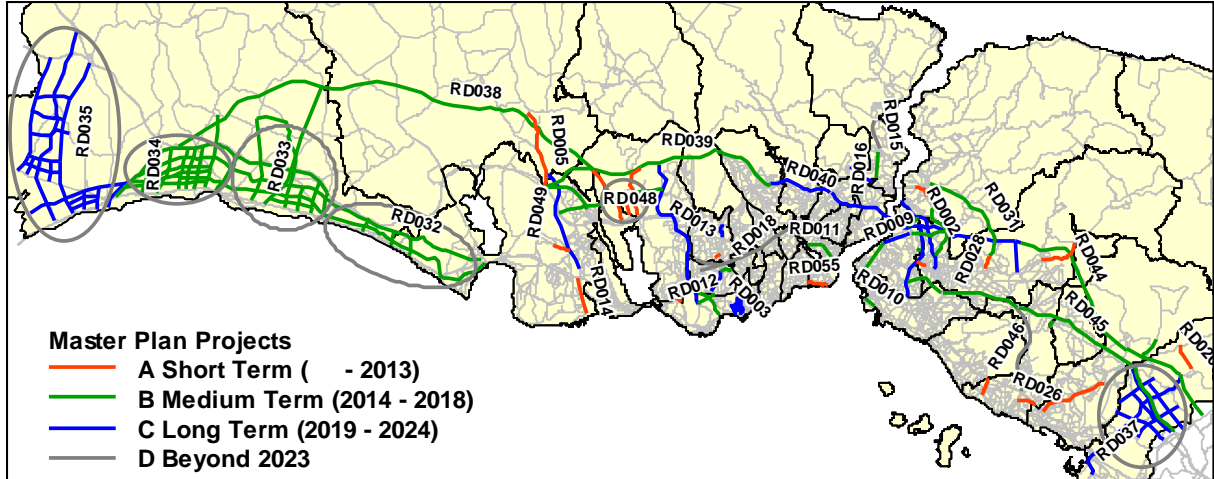 RD035
RD034
RD033
RD032
RD038
RD005
RD049
RD048
RD014
RD039
RD013
RD012
RD018
RD003
RD011
RD055
RD040
RD016
RD015
RD009
RD010
RD002
RD028
RD031
RD044
RD045
RD046
RD026
RD037
Master Plan Projects
A Short Term ( - 2013)
B Medium Term (2014 - 2018)
C Long Term (2019 - 2024)
D Beyond 2023